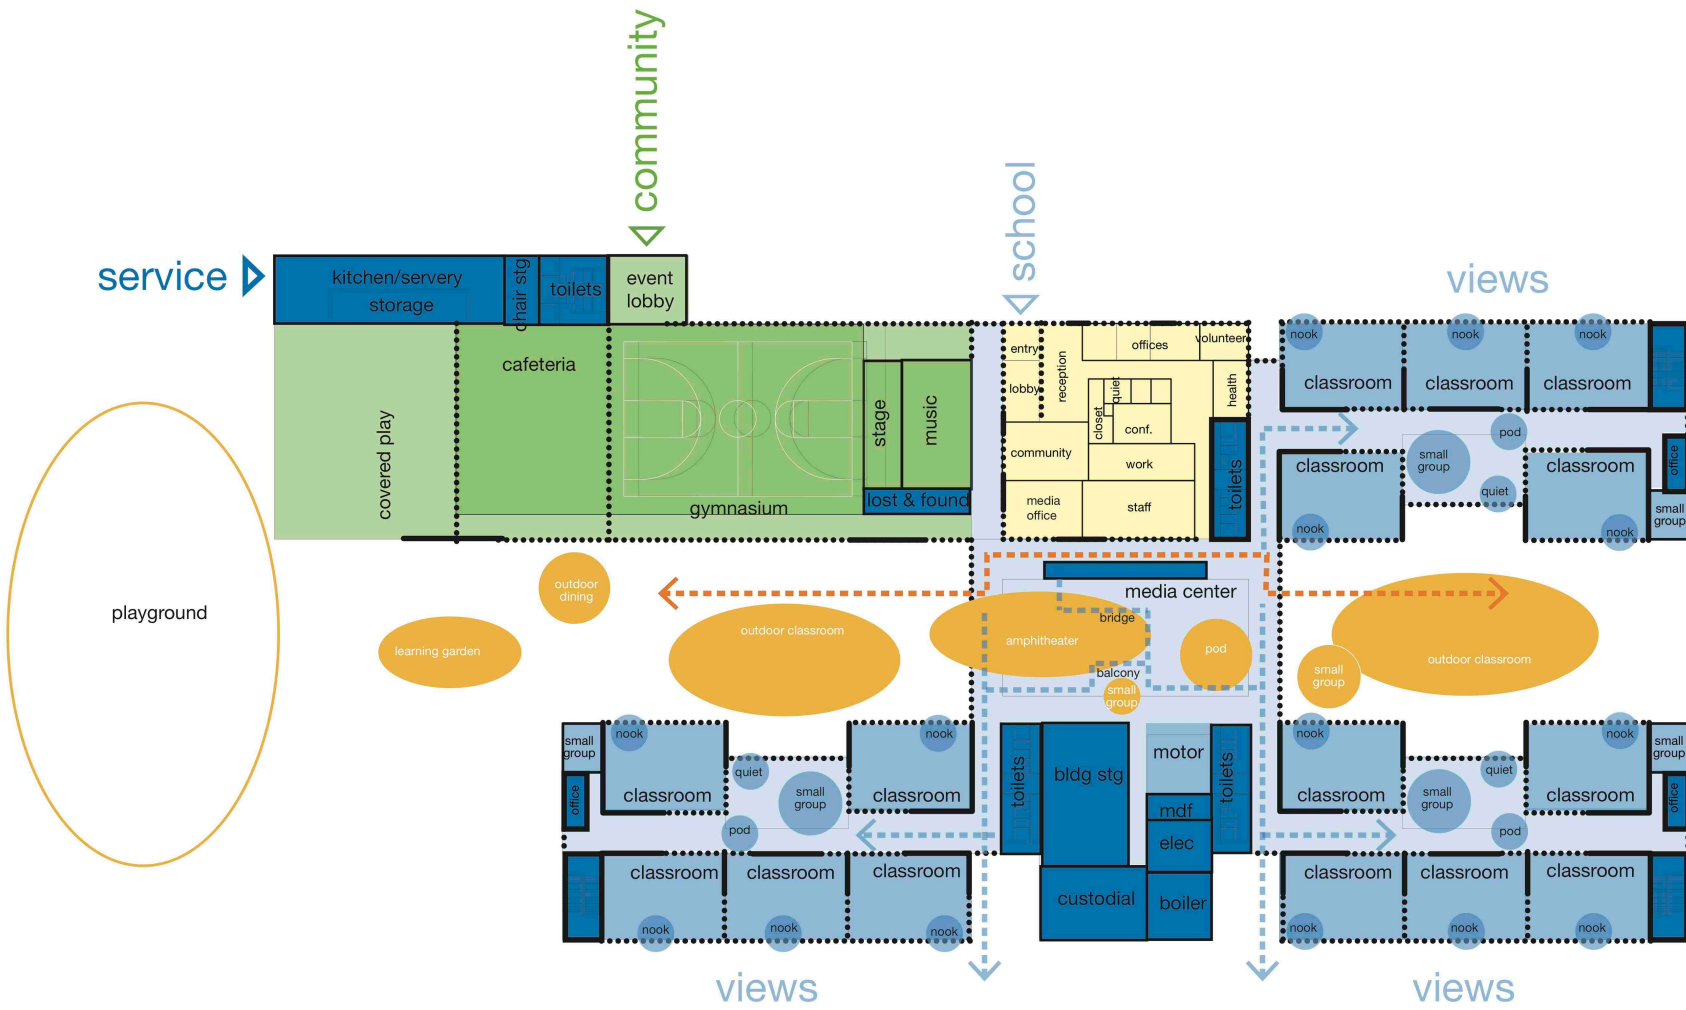 community
school
service
views
kitchen/servery
storage
chair stg
toilets
event
lobby
cafeteria
covered play
gymnasium
stage
music
lost & found
entry
lobby
reception
offices
volunteer
health
quiet
closet
conf.
community
work
media
office
staff
toilets
nook
nook
nook
classroom
classroom
classroom
pod
small
group
quiet
classroom
classroom
nook
nook
office
small
group
playground
outdoor
dining
learning garden
outdoor classroom
media center
bridge
amphitheater
balcony
small
group
pod
small
group
outdoor classroom
small
group
office
nook
nook
quiet
small
group
pod
classroom
classroom
classroom
classroom
classroom
nook
nook
nook
toilets
bldg stg
motor
toilets
mdf
elec
custodial
boiler
nook
nook
quiet
small
group
pod
classroom
classroom
small
group
office
classroom
classroom
classroom
nook
nook
nook
views
views